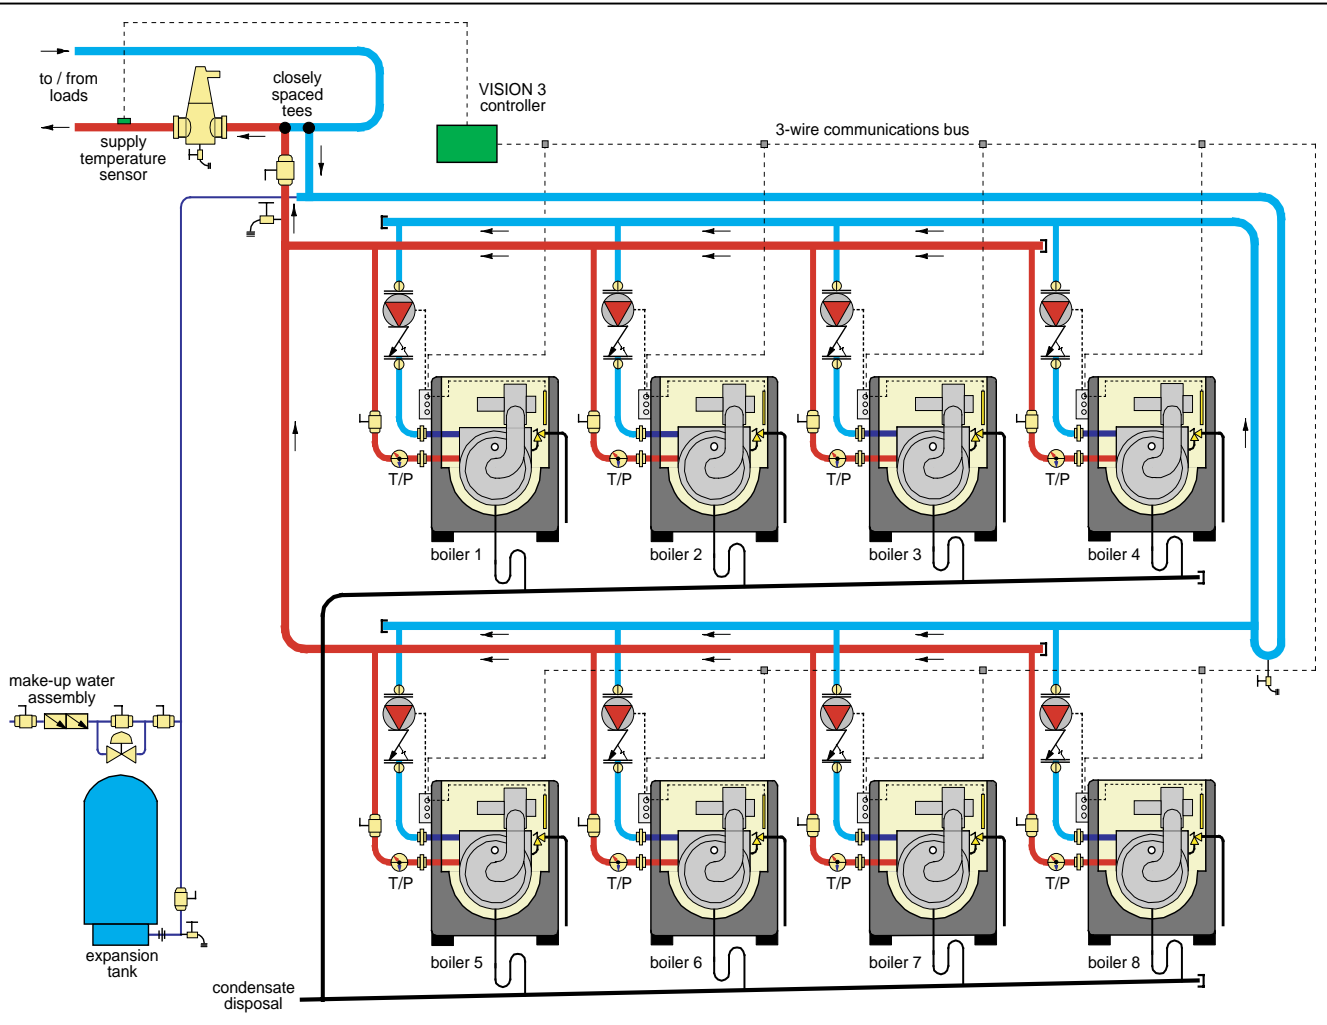 to / from
loads
closely
spaced
tees
VISION 3
controller
3-wire communications bus
supply
temperature
sensor
T/P
T/P
T/P
T/P
boiler 1
boiler 2
boiler 3
boiler 4
make-up water
assembly
T/P
T/P
T/P
T/P
boiler 5
boiler 6
boiler 7
boiler 8
expansion
tank
condensate
disposal